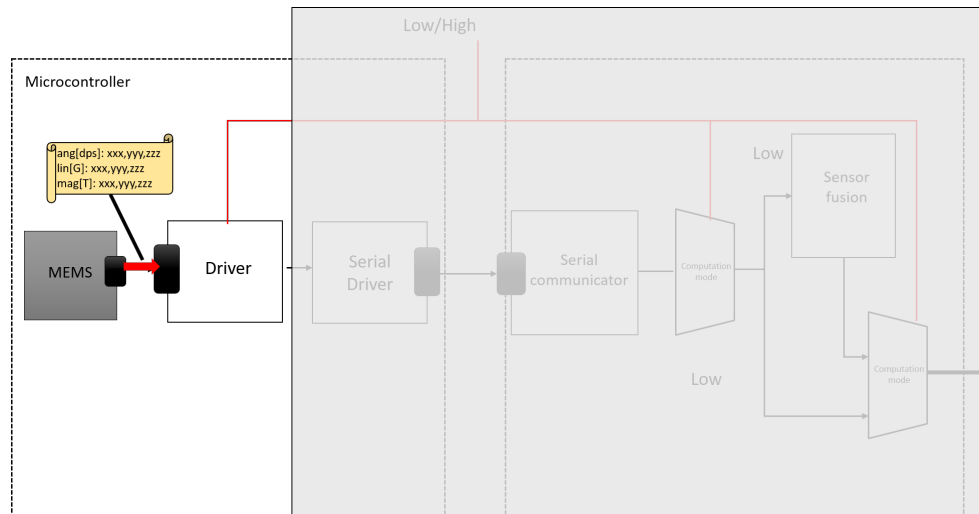 Low/High
Microcontroller
ang[dps]: xxx,yyy,zzz
lin[G]: xxx,yyy,zzz
mag[T]: xxx,yyy,zzz
MEMS
Driver
Serial
Driver
Serial
communicator
Computation
mode
Low
Sensor
fusion
Low
Computation
mode